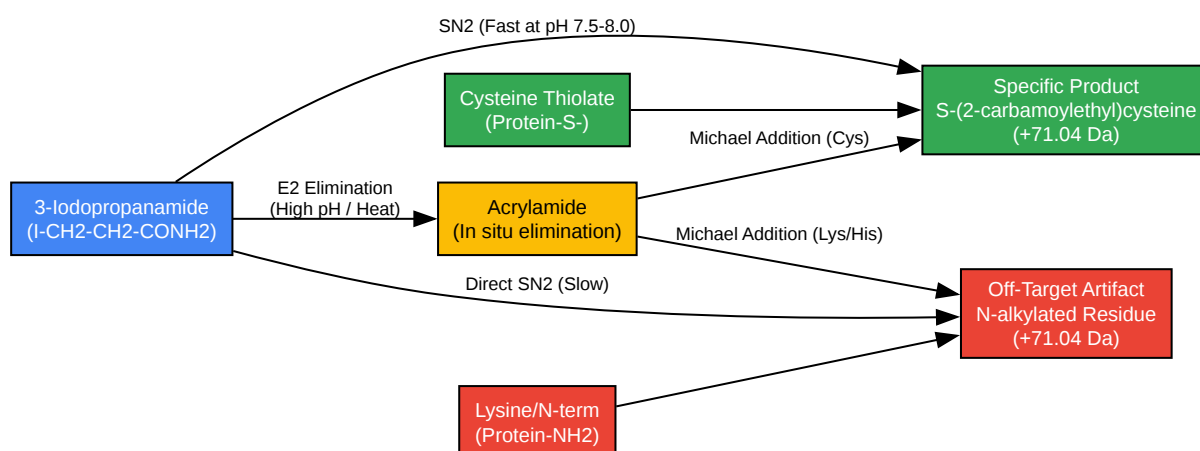 SN2 (Fast at pH 7.5-8.0)
Cysteine Thiolate
(Protein-S-)
Specific Product
S-(2-carbamoylethyl)cysteine
(+71.04 Da)
Michael Addition (Cys)
3-Iodopropanamide
(I-CH2-CH2-CONH2)
E2 Elimination
(High pH / Heat)
Acrylamide
(In situ elimination)
Michael Addition (Lys/His)
Direct SN2 (Slow)
Off-Target Artifact
N-alkylated Residue
(+71.04 Da)
Lysine/N-term
(Protein-NH2)